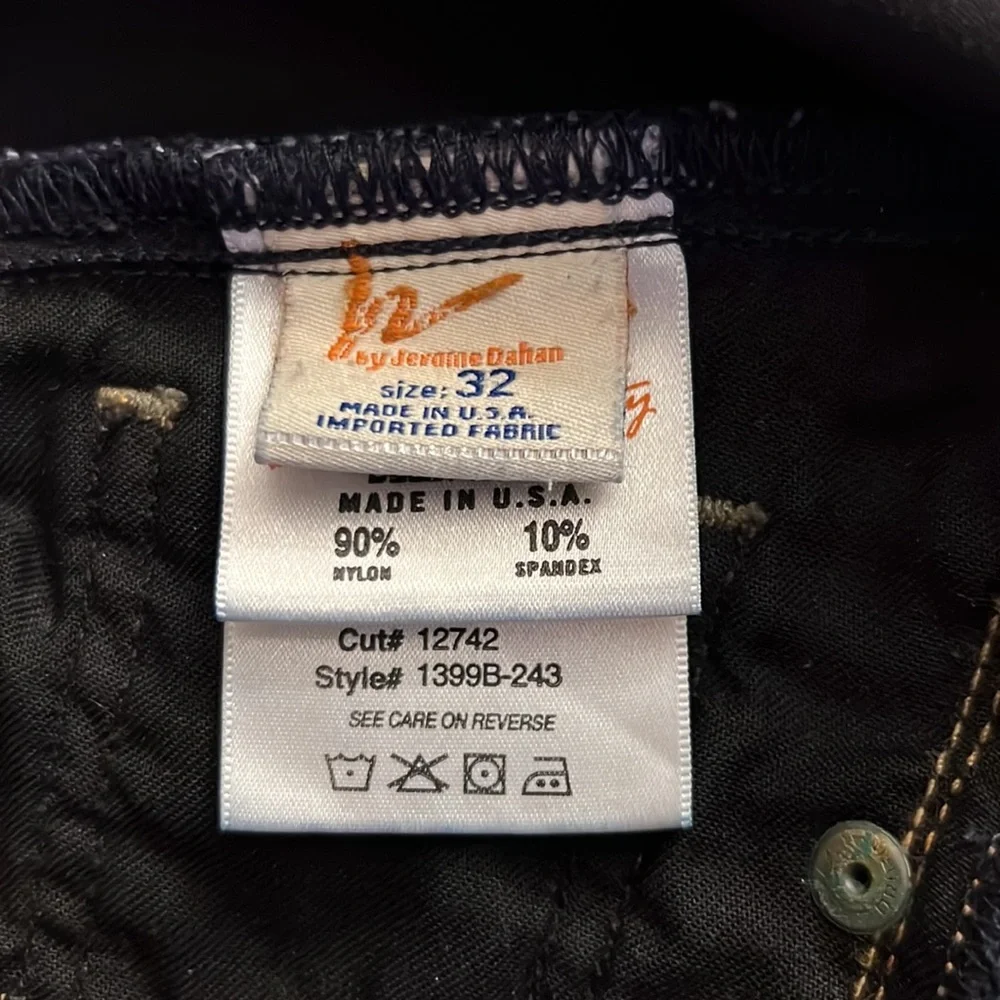 by Jerome Dahan
size: 32
MADE IN U.S.A.
IMPORTED FABRIC
MADE IN U.S.A.
90% 10%
NYLON SPANDEX
Cut# 12742
Style# 1399B-243
SEE CARE ON REVERSE